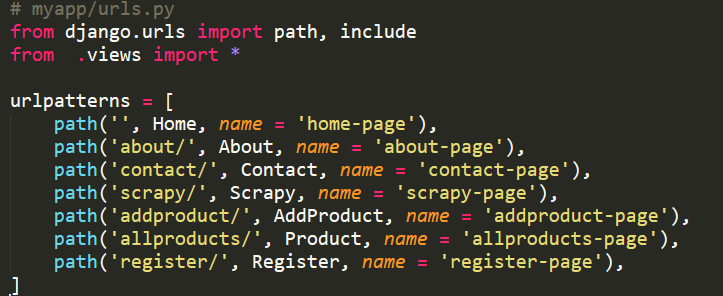 # myapp/urls.py
from django.urls import path, include
from  .views import *

urlpatterns = [
    path('', Home, name = 'home-page'),
    path('about/', About, name = 'about-page'),
    path('contact/', Contact, name = 'contact-page'),
    path('scrapy/', Scrapy, name = 'scrapy-page'),
    path('addproduct/', AddProduct, name = 'addproduct-page'),
    path('allproducts/', Product, name = 'allproducts-page'),
    path('register/', Register, name = 'register-page'),
]